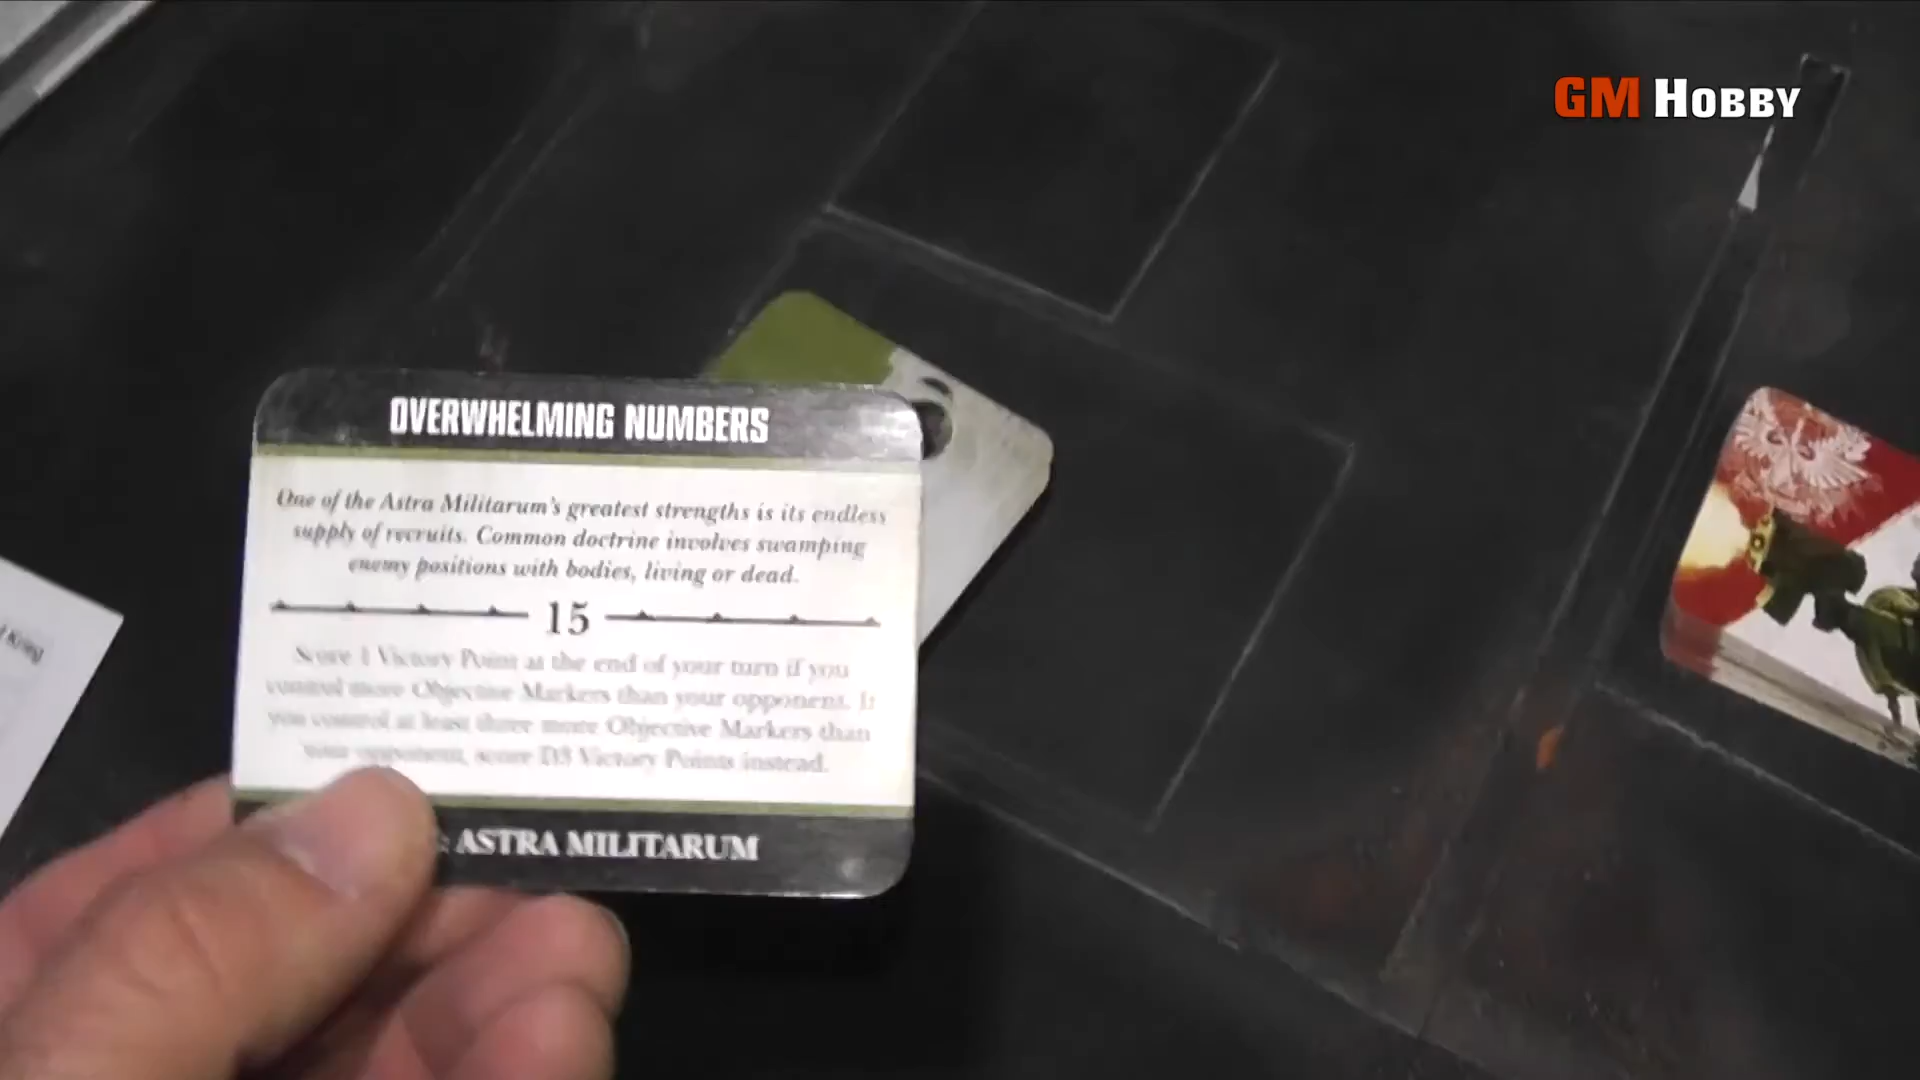 GM HOBBY
OVERWHELMING NUMBERS
One of the Astra Militarum's greatest strengths is its endless
supply of recruits. Common doctrine involves swamping
enemy positions with bodies, living or dead.
15
Score 1 Victory Point at the end of your turn if you
control more Objective Markers than your opponent. If
you control at least three more Objective Markers than
your opponent, score D3 Victory Points instead.
: ASTRA MILITARUM
Krieg